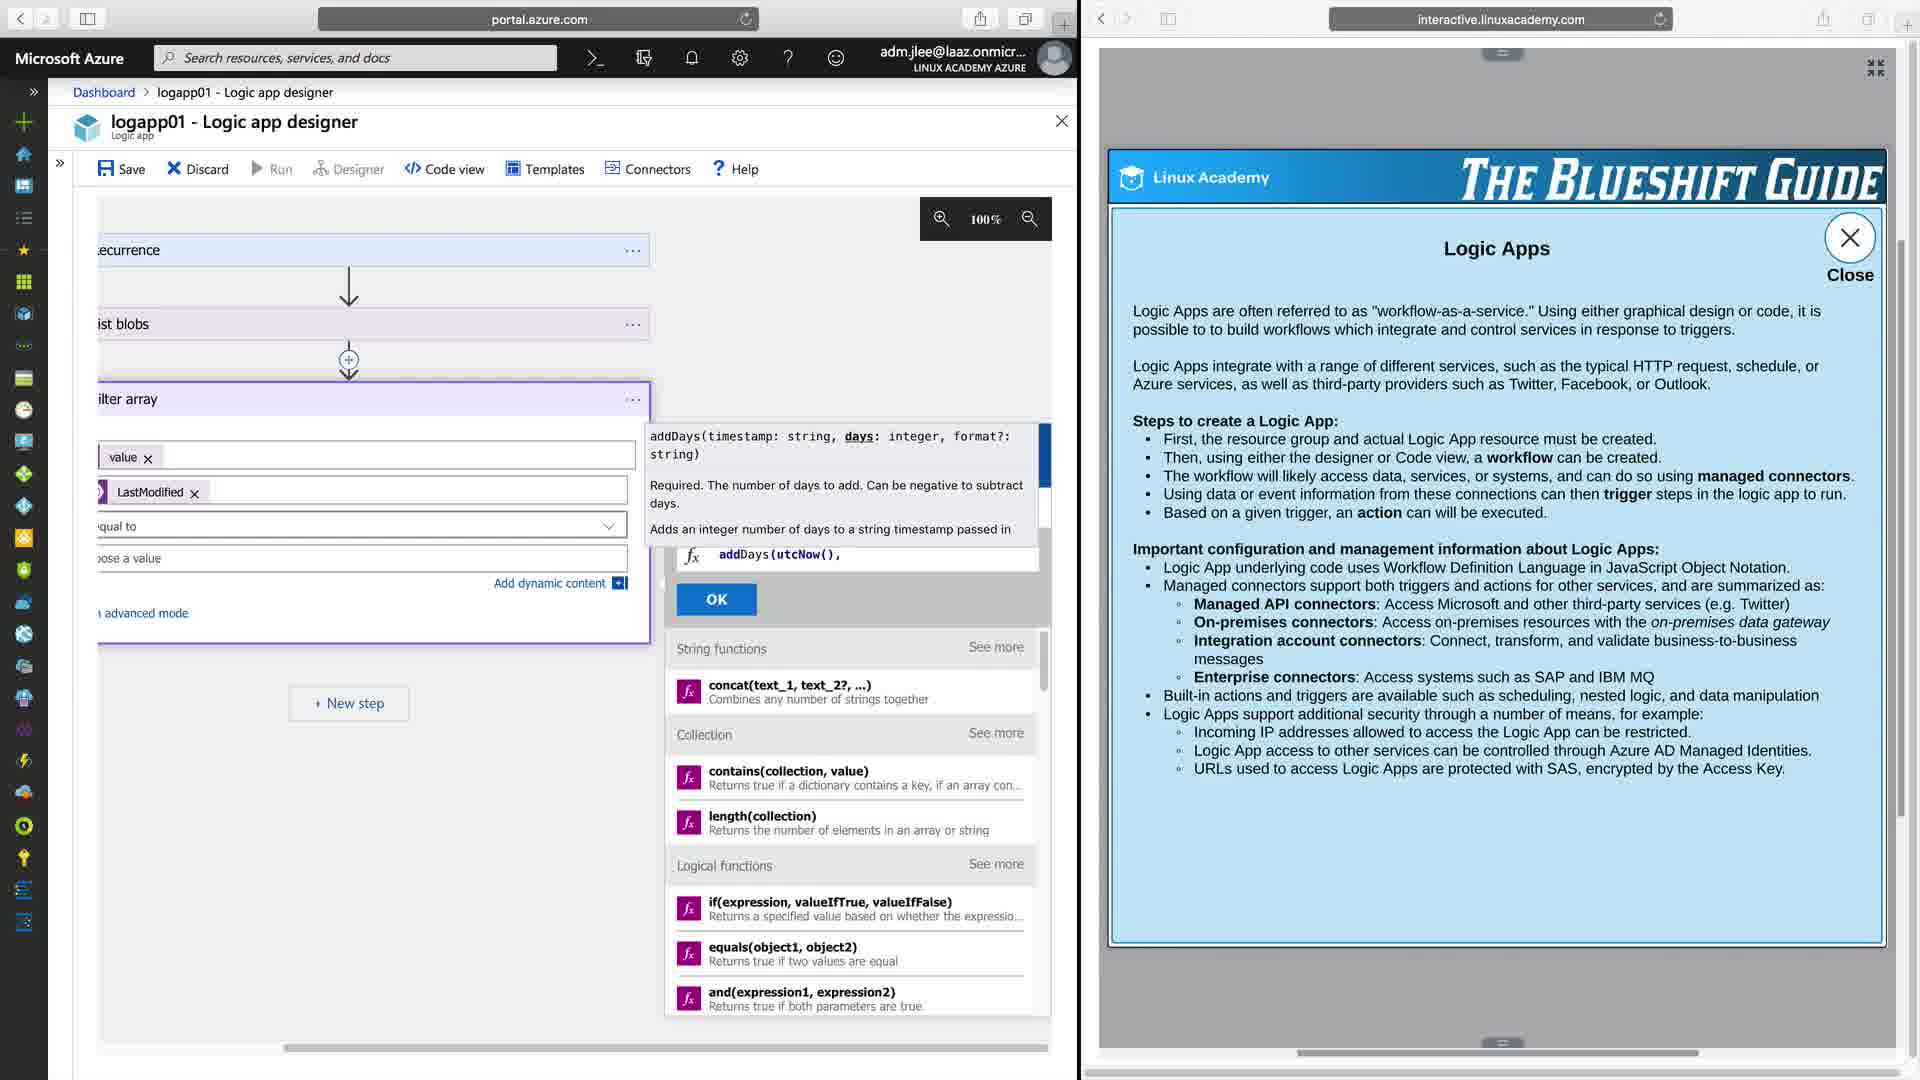 portal.azure.com
Microsoft Azure
Search resources, services, and docs
adm.jlee@laaz.onmicr...
LINUX ACADEMY AZURE
Dashboard > logapp01 - Logic app designer
logapp01 - Logic app designer
Logic app
Save
Discard
Run
Designer
Code view
Templates
Connectors
Help
100%
ecurrence
ist blobs
ilter array
value
LastModified
equal to
oose a value
Add dynamic content
n advanced mode
+ New step
addDays(timestamp: string, days: integer, format?:
string)
Required. The number of days to add. Can be negative to subtract
days.
Adds an integer number of days to a string timestamp passed in
fx addDays(utcNow(),
OK
String functions See more
fx concat(text_1, text_2?, ...)
Combines any number of strings together
Collection See more
fx contains(collection, value)
Returns true if a dictionary contains a key, if an array con...
fx length(collection)
Returns the number of elements in an array or string
Logical functions See more
fx if(expression, valueIfTrue, valueIfFalse)
Returns a specified value based on whether the expressio...
fx equals(object1, object2)
Returns true if two values are equal
fx and(expression1, expression2)
Returns true if both parameters are true
interactive.linuxacademy.com
Linux Academy
THE BLUESHIFT GUIDE
Logic Apps
Close
Logic Apps are often referred to as "workflow-as-a-service." Using either graphical design or code, it is
possible to to build workflows which integrate and control services in response to triggers.
Logic Apps integrate with a range of different services, such as the typical HTTP request, schedule, or
Azure services, as well as third-party providers such as Twitter, Facebook, or Outlook.
Steps to create a Logic App:
• First, the resource group and actual Logic App resource must be created.
• Then, using either the designer or Code view, a workflow can be created.
• The workflow will likely access data, services, or systems, and can do so using managed connectors.
• Using data or event information from these connections can then trigger steps in the logic app to run.
• Based on a given trigger, an action can will be executed.
Important configuration and management information about Logic Apps:
• Logic App underlying code uses Workflow Definition Language in JavaScript Object Notation.
• Managed connectors support both triggers and actions for other services, and are summarized as:
◦ Managed API connectors: Access Microsoft and other third-party services (e.g. Twitter)
◦ On-premises connectors: Access on-premises resources with the on-premises data gateway
◦ Integration account connectors: Connect, transform, and validate business-to-business
messages
◦ Enterprise connectors: Access systems such as SAP and IBM MQ
• Built-in actions and triggers are available such as scheduling, nested logic, and data manipulation
• Logic Apps support additional security through a number of means, for example:
◦ Incoming IP addresses allowed to access the Logic App can be restricted.
◦ Logic App access to other services can be controlled through Azure AD Managed Identities.
◦ URLs used to access Logic Apps are protected with SAS, encrypted by the Access Key.